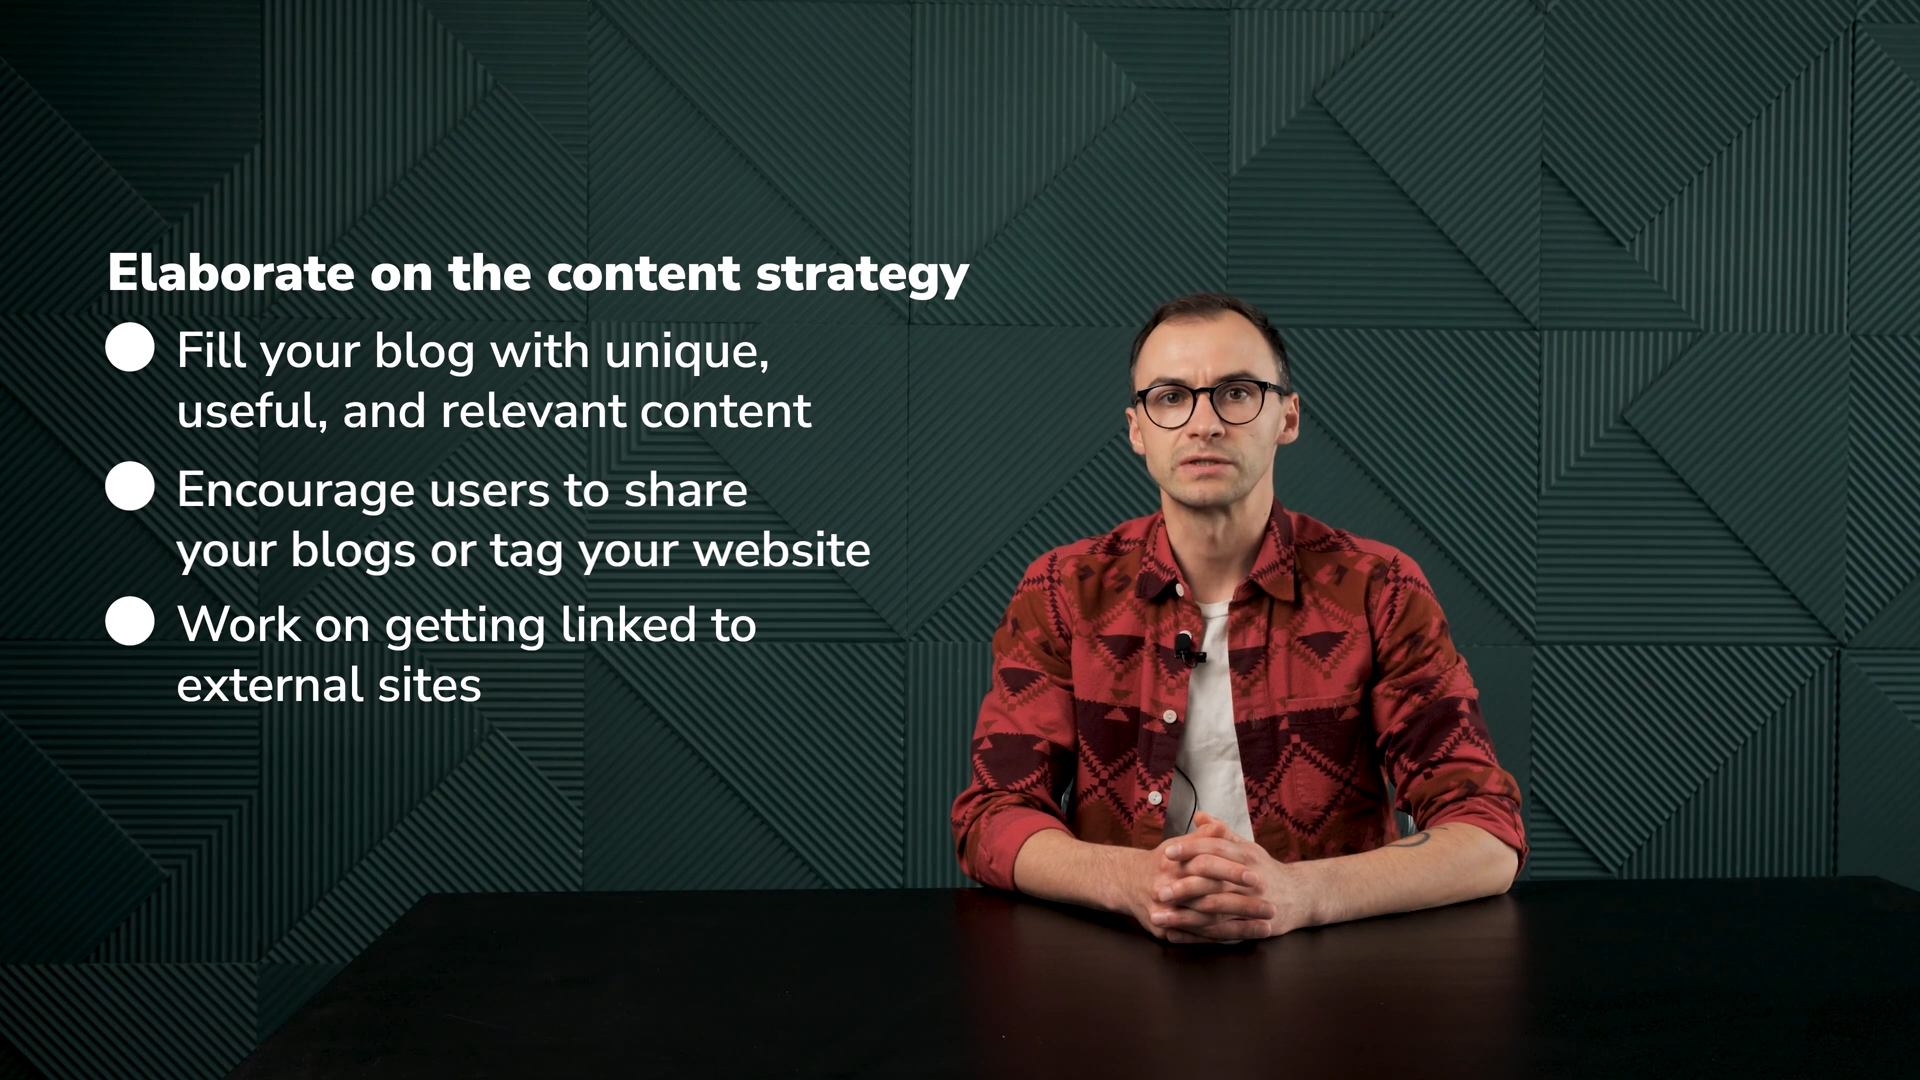 Elaborate on the content strategy
Fill your blog with unique,
useful, and relevant content
Encourage users to share
your blogs or tag your website
Work on getting linked to
external sites